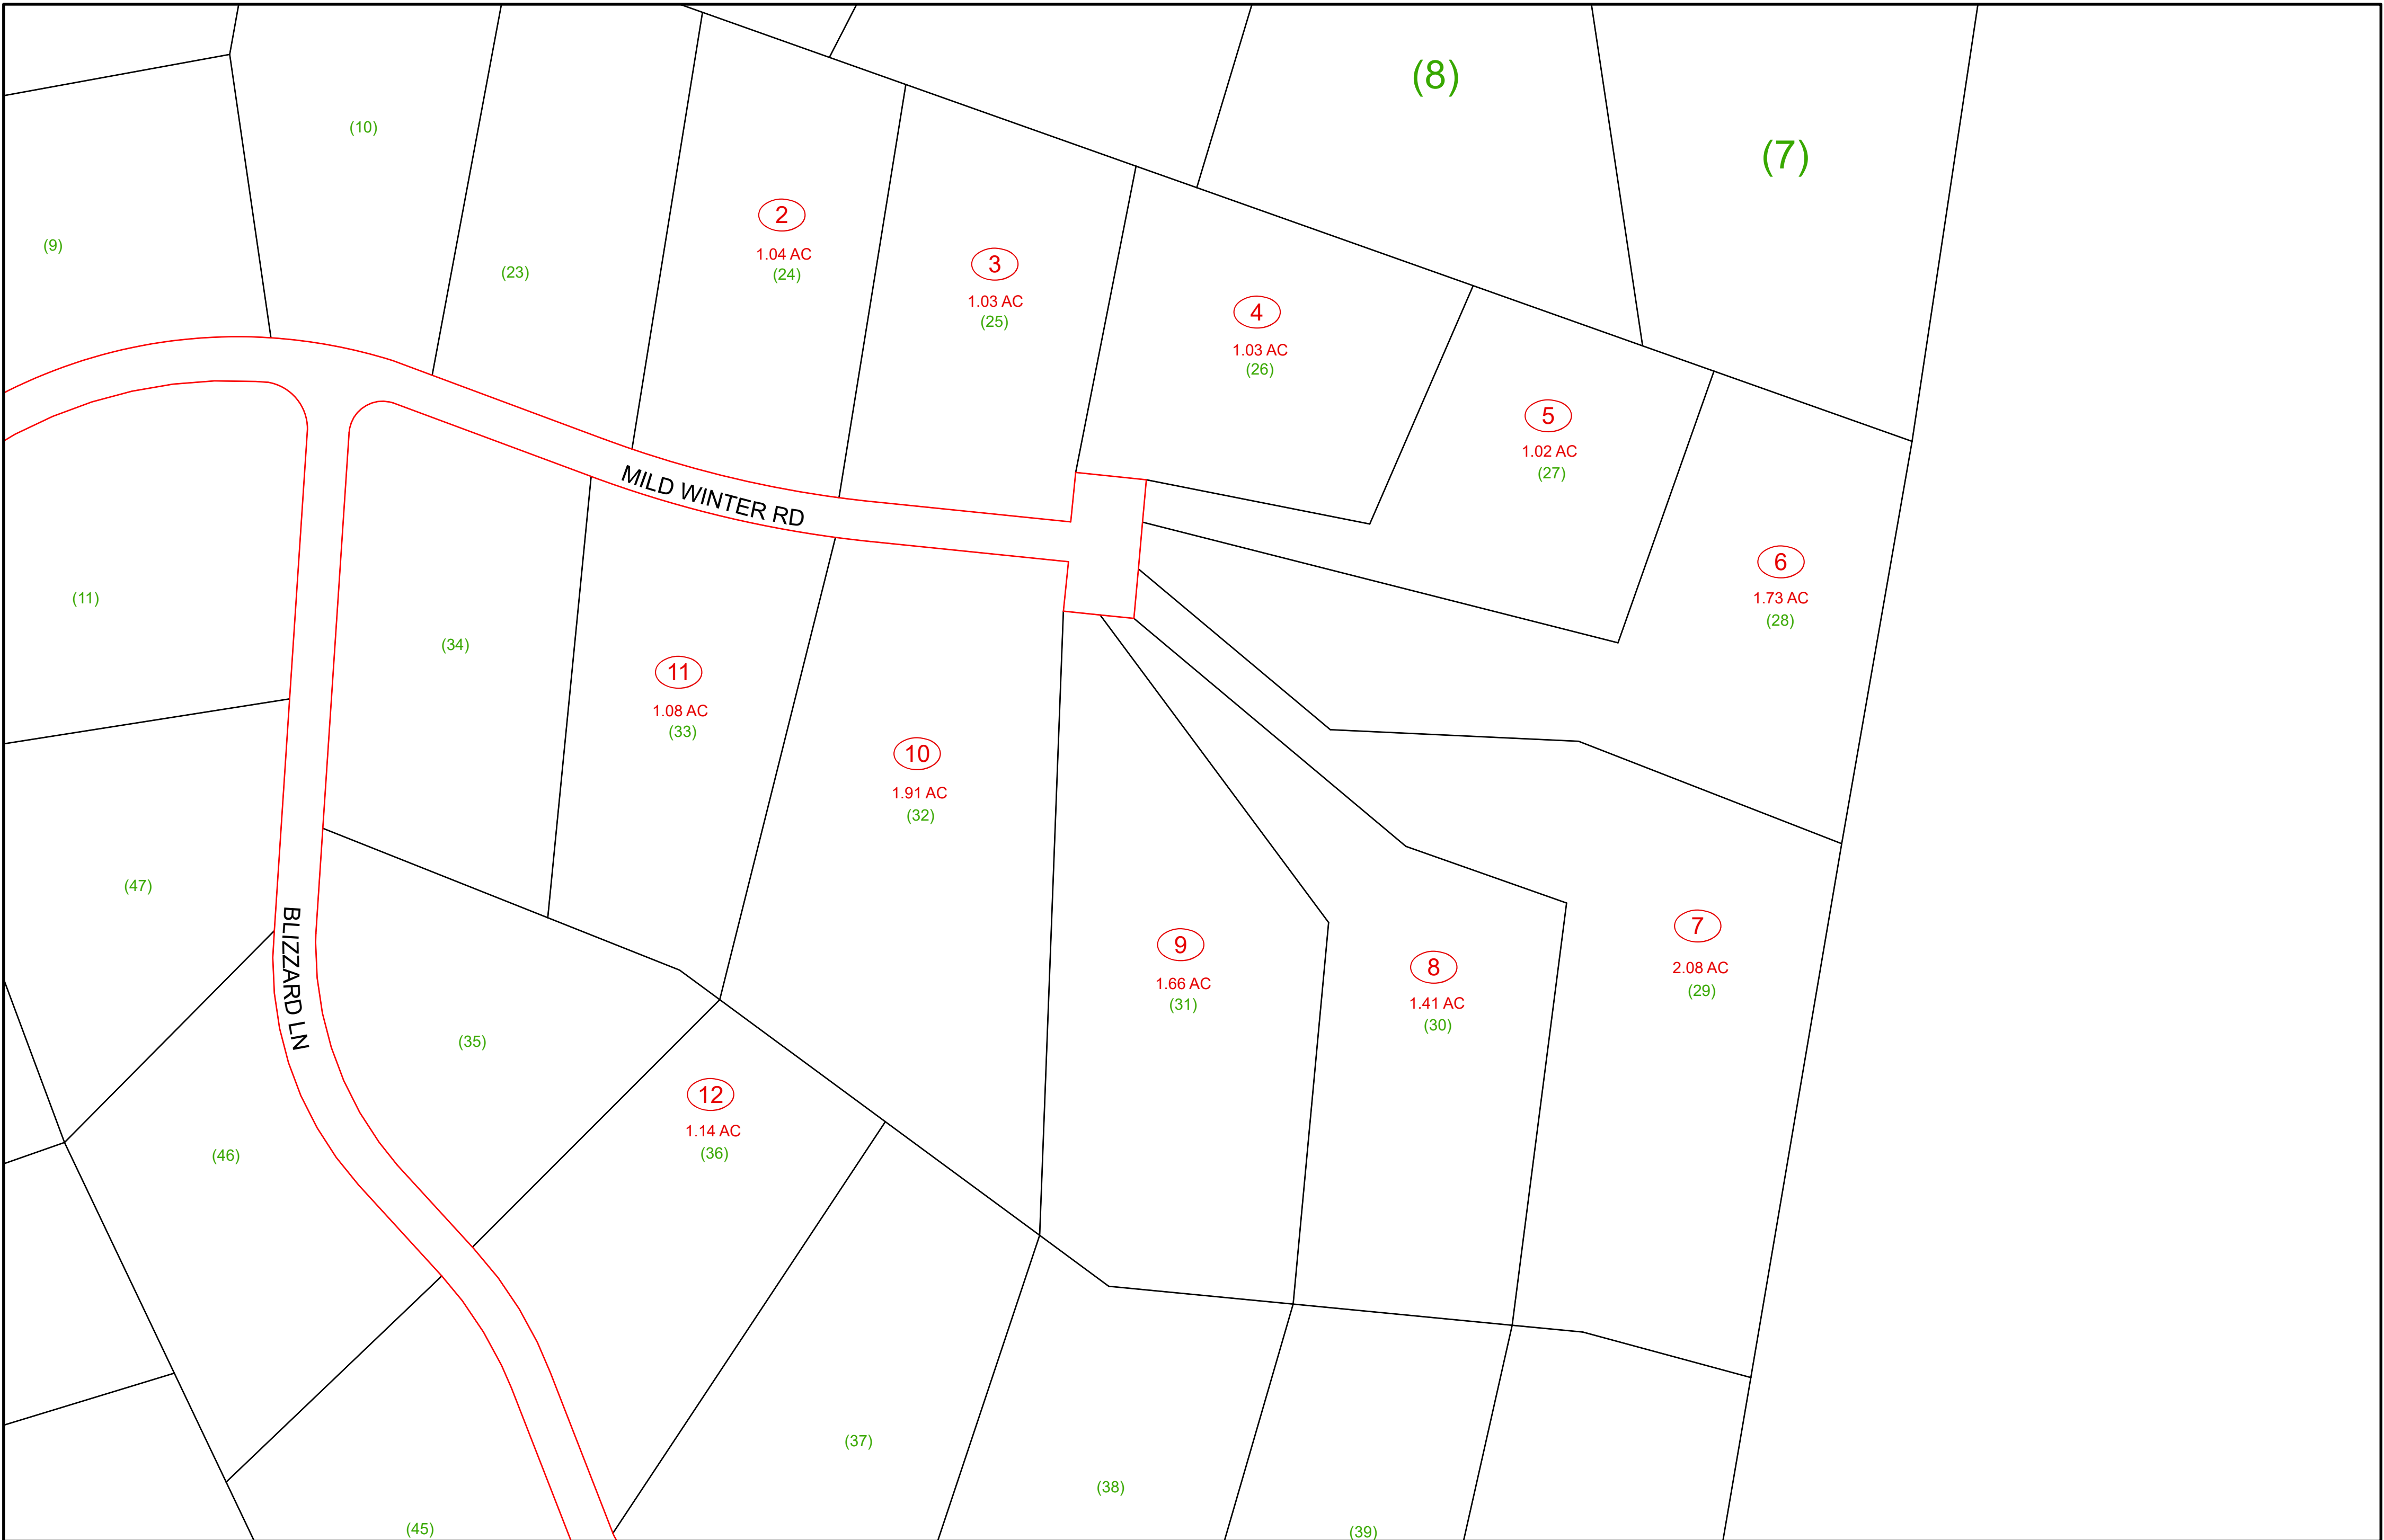 (8)
(10)
(7)
2
1.04 AC
(24)
(9)
3
1.03 AC
(25)
(23)
4
1.03 AC
(26)
5
1.02 AC
(27)
MILD WINTER RD
6
1.73 AC
(28)
(11)
(34)
11
1.08 AC
(33)
10
1.91 AC
(32)
(47)
7
2.08 AC
(29)
9
1.66 AC
(31)
8
1.41 AC
(30)
BLIZZARD LN
(35)
12
1.14 AC
(36)
(46)
(37)
(38)
(45)
(39)